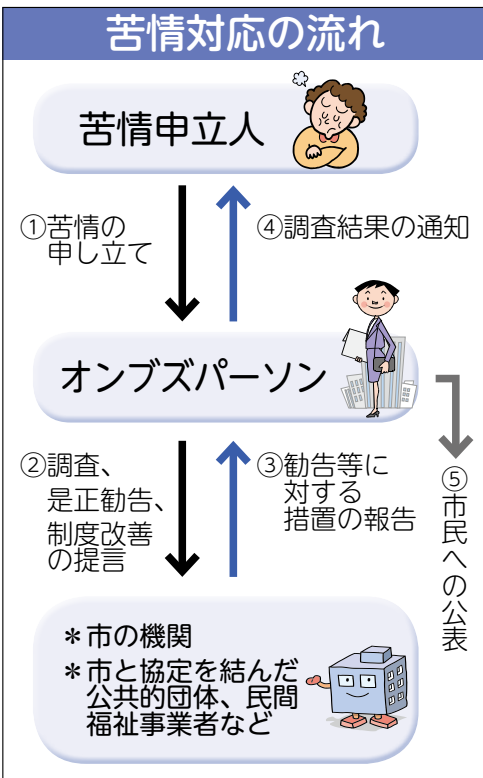 苦情対応の流れ
苦情申立人
①苦情の
申し立て
④調査結果の通知
オンブズパーソン
②調査、
是正勧告、
制度改善
の提言
③勧告等に
対する
措置の報告
⑤市民への公表
＊市の機関
＊市と協定を結んだ
公共的団体、民間
福祉事業者など